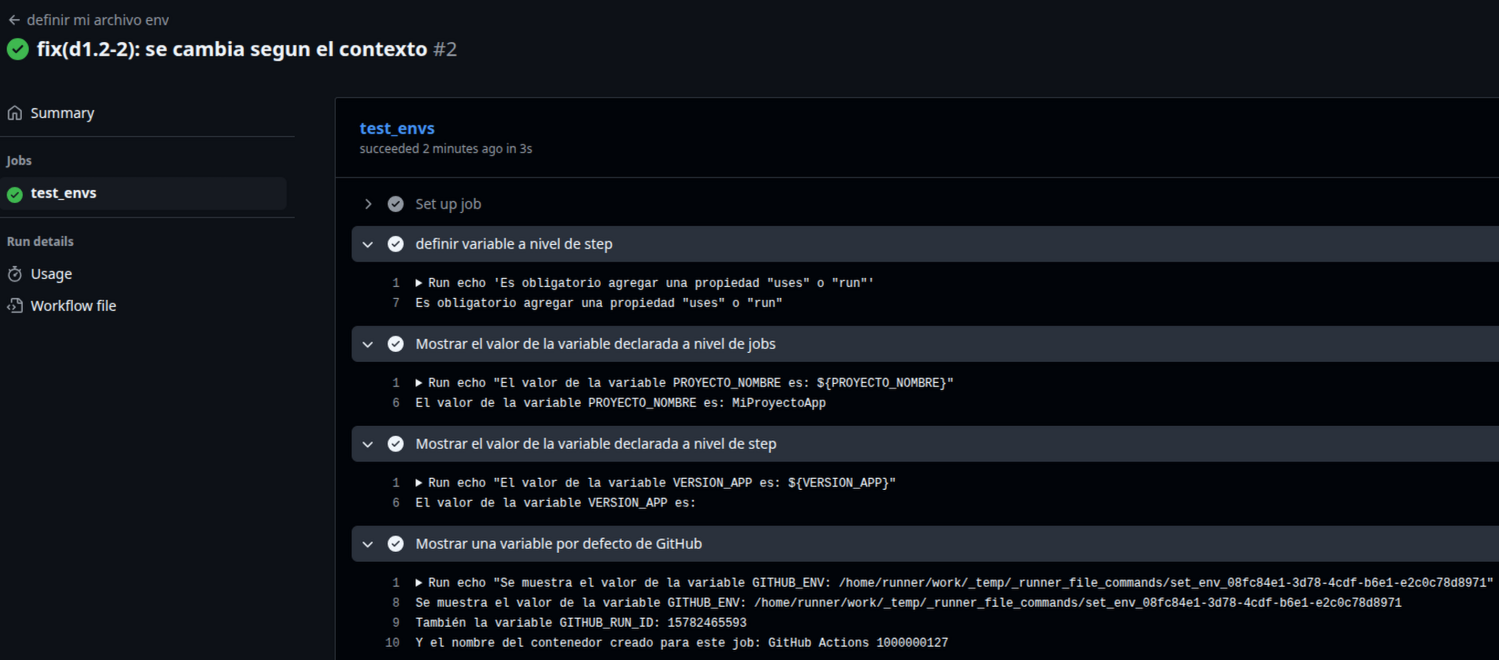 definir mi archivo env
fix(d1.2-2): se cambia segun el contexto #2
Summary
Jobs
test_envs
Run details
Usage
Workflow file
test_envs
succeeded 2 minutes ago in 3s
Set up job
definir variable a nivel de step
1 Run echo 'Es obligatorio agregar una propiedad "uses" o "run"'
7 Es obligatorio agregar una propiedad "uses" o "run"
Mostrar el valor de la variable declarada a nivel de jobs
1 Run echo "El valor de la variable PROYECTO_NOMBRE es: ${PROYECTO_NOMBRE}"
6 El valor de la variable PROYECTO_NOMBRE es: MiProyectoApp
Mostrar el valor de la variable declarada a nivel de step
1 Run echo "El valor de la variable VERSION_APP es: ${VERSION_APP}"
6 El valor de la variable VERSION_APP es:
Mostrar una variable por defecto de GitHub
1 Run echo "Se muestra el valor de la variable GITHUB_ENV: /home/runner/work/_temp/_runner_file_commands/set_env_08fc84e1-3d78-4cdf-b6e1-e2c0c78d8971"
8 Se muestra el valor de la variable GITHUB_ENV: /home/runner/work/_temp/_runner_file_commands/set_env_08fc84e1-3d78-4cdf-b6e1-e2c0c78d8971
9 También la variable GITHUB_RUN_ID: 15782465593
10 Y el nombre del contenedor creado para este job: GitHub Actions 1000000127